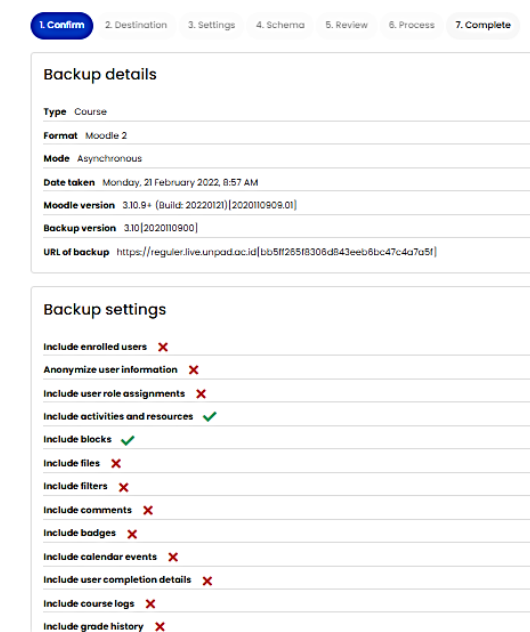 1. Confirm 2. Destination 3. Settings 4. Schema 5. Review 6. Process 7. Complete
Backup details
Type Course
Format Moodle 2
Mode Asynchronous
Date taken Monday, 21 February 2022, 8:57 AM
Moodle version 3.10.9+ (Build: 20220121)[2020110909.01]
Backup version 3.10[2020110900]
URL of backup https://reguler.live.unpad.ac.id[bb5ff265f8306d843eeb6bc47c4a7a5f]
Backup settings
Include enrolled users
Anonymize user information
Include user role assignments
Include activities and resources
Include blocks
Include files
Include filters
Include comments
Include badges
Include calendar events
Include user completion details
Include course logs
Include grade history